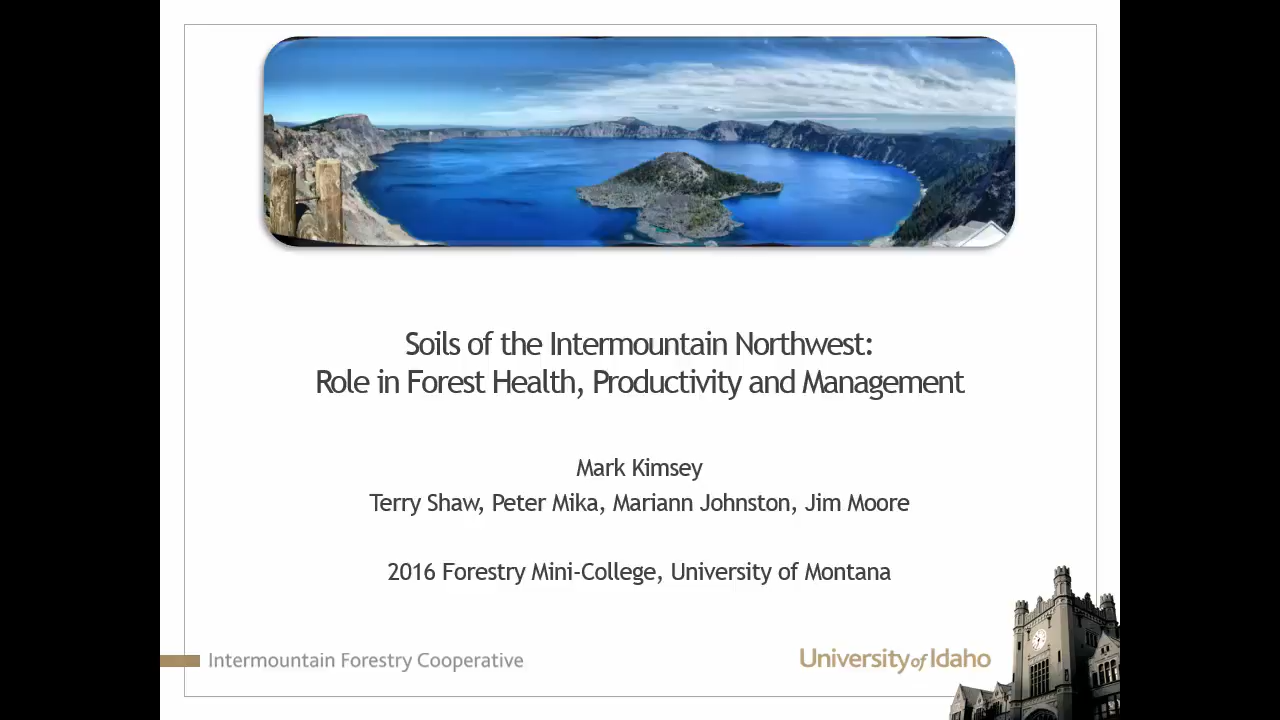 Soils of the Intermountain Northwest:
Role in Forest Health, Productivity and Management
Mark Kimsey
Terry Shaw, Peter Mika, Mariann Johnston, Jim Moore
2016 Forestry Mini-College, University of Montana
Intermountain Forestry Cooperative
University of Idaho